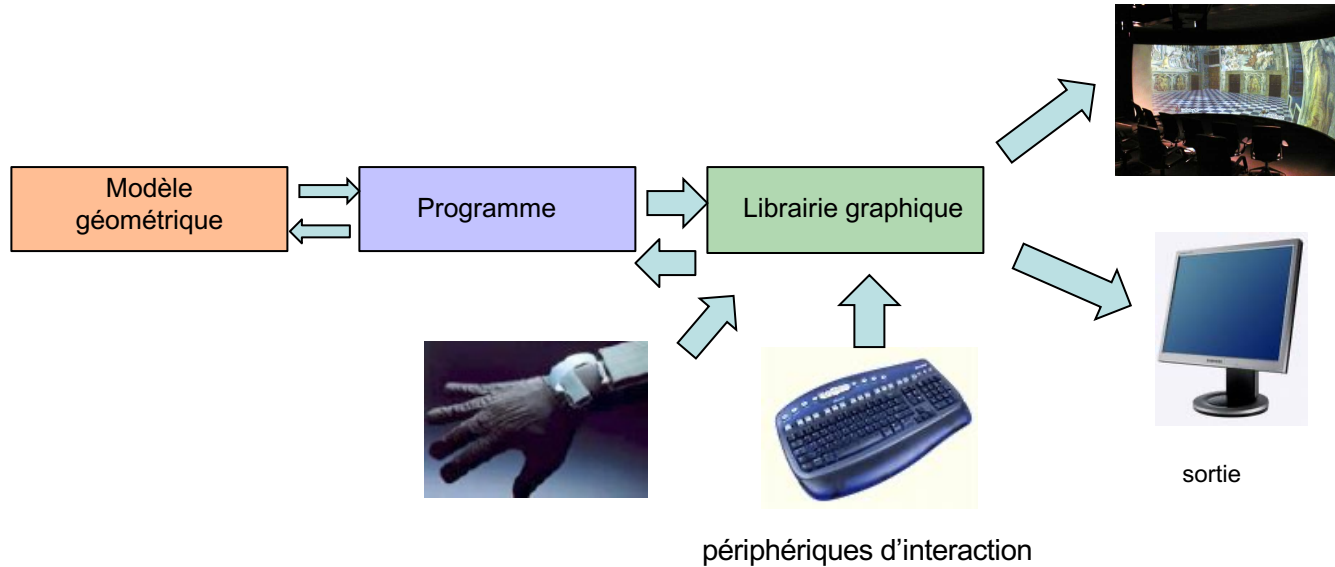 Modèle
géométrique
Programme
Librairie graphique
sortie
périphériques d’interaction